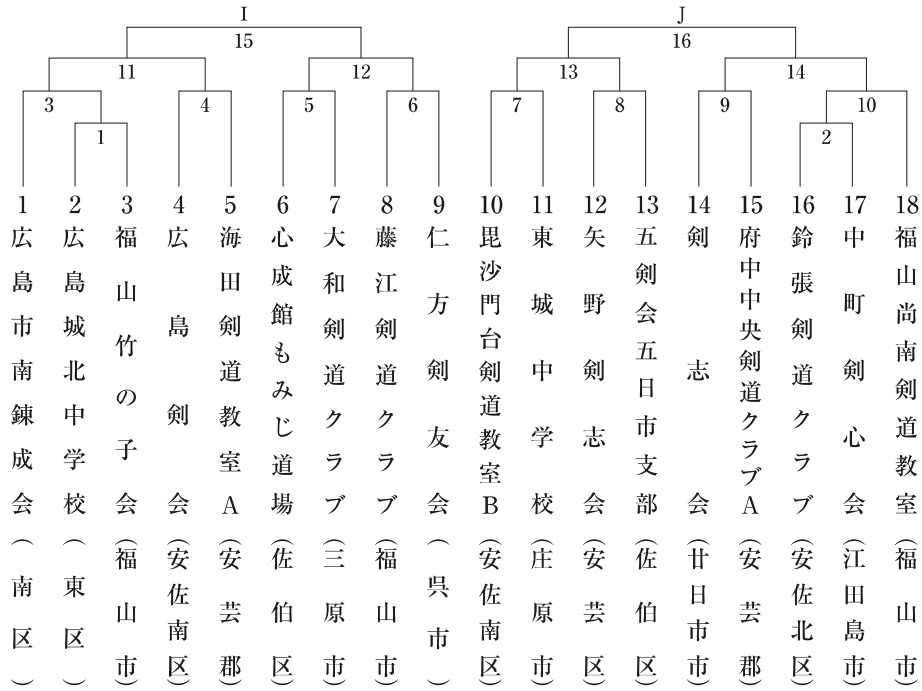 I
J
15
16
11
12
13
14
3
4
5
6
7
8
9
10
1
2
1 広島市南錬成会（南区）
2 広島城北中学校（東区）
3 福山竹の子会（福山市）
4 広島剣会（安佐南区）
5 海田剣道教室A（安芸郡）
6 心成館もみじ道場（佐伯区）
7 大和剣道クラブ（三原市）
8 藤江剣道クラブ（福山市）
9 仁方剣友会（呉市）
10 毘沙門台剣道教室B（安佐南区）
11 東城中学校（庄原市）
12 矢野剣志会（安芸区）
13 五剣会五日市支部（佐伯区）
14 剣志会（廿日市市）
15 府中中央剣道クラブA（安芸郡）
16 鈴張剣道クラブ（安佐北区）
17 中町剣心会（江田島市）
18 福山尚南剣道教室（福山市）